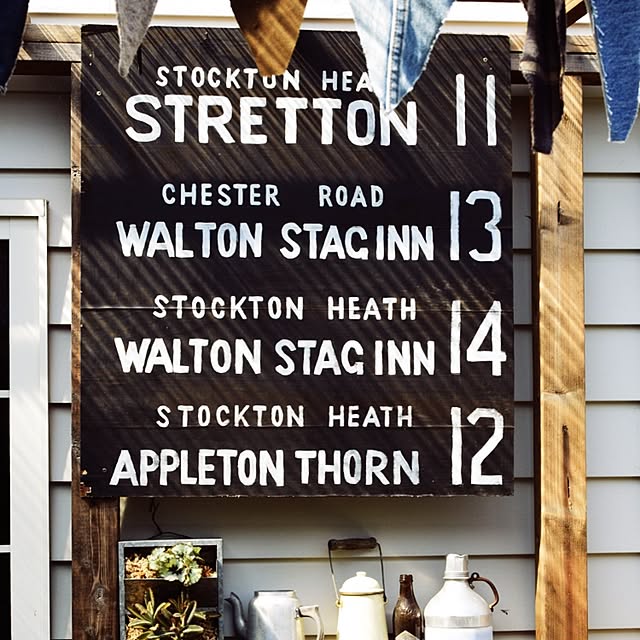 STOCKTON HEA
STRETTON 11
CHESTER ROAD
WALTON STAG INN 13
STOCKTON HEATH
WALTON STAG INN 14
STOCKTON HEATH
APPLETON THORN 12